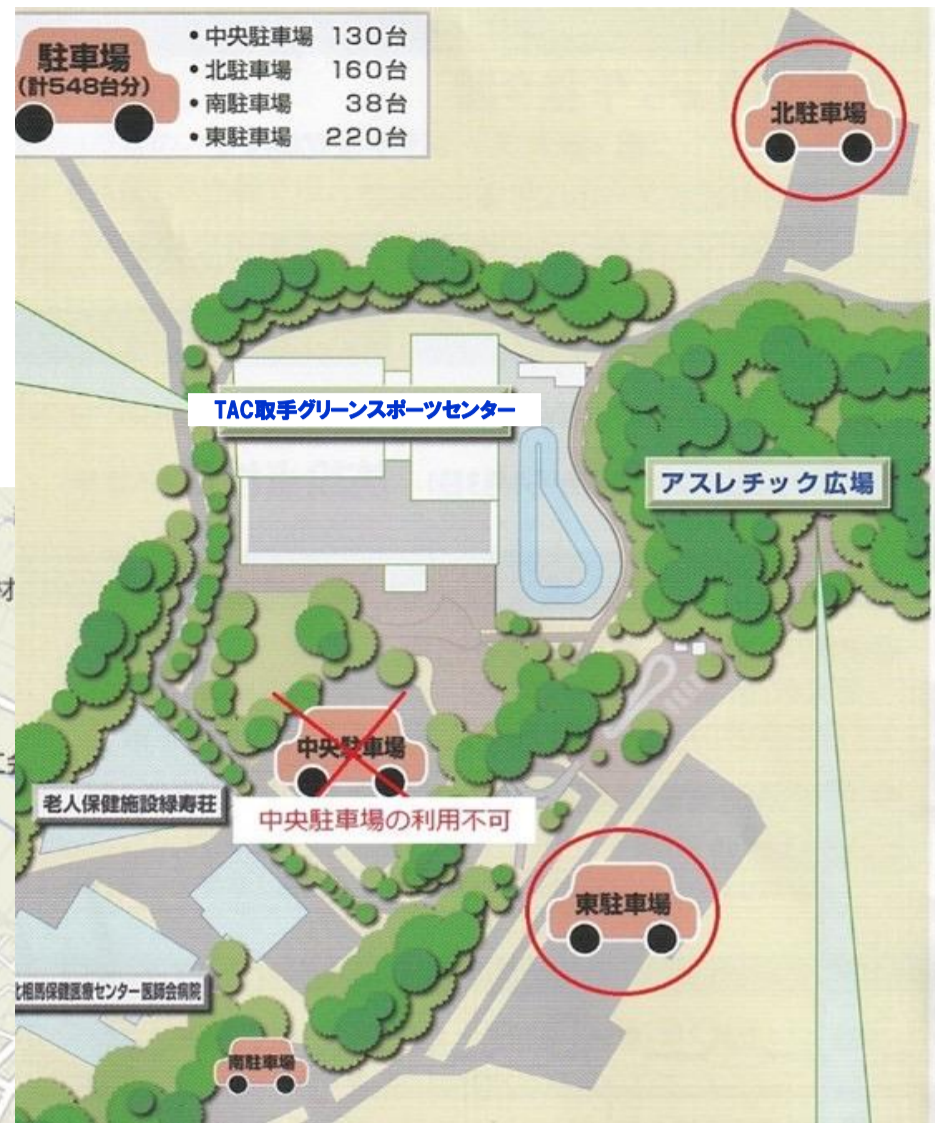 駐車場
(計548台分)
•中央駐車場 130台
•北駐車場 160台
•南駐車場 38台
•東駐車場 220台
北駐車場
TAC取手グリーンスポーツセンター
アスレチック広場
中央駐車場
中央駐車場の利用不可
老人保健施設緑寿荘
東駐車場
相馬保健医療センター医師会病院
南駐車場